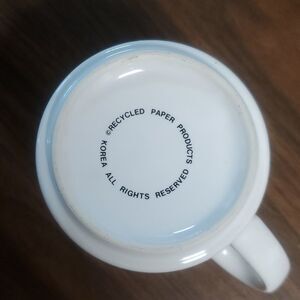 ©RECYCLED PAPER PRODUCTS
KOREA ALL RIGHTS RESERVED